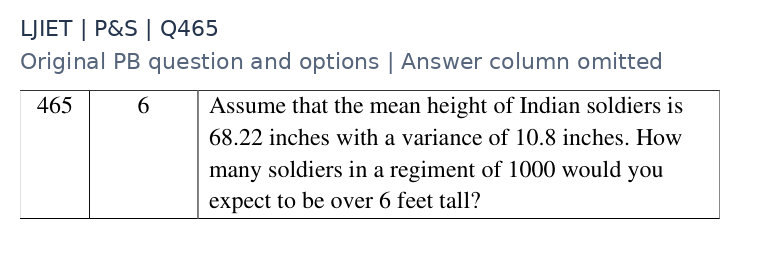 LJIET | P&S | Q465
Original PB question and options | Answer column omitted
465 6 Assume that the mean height of Indian soldiers is
68.22 inches with a variance of 10.8 inches. How
many soldiers in a regiment of 1000 would you
expect to be over 6 feet tall?